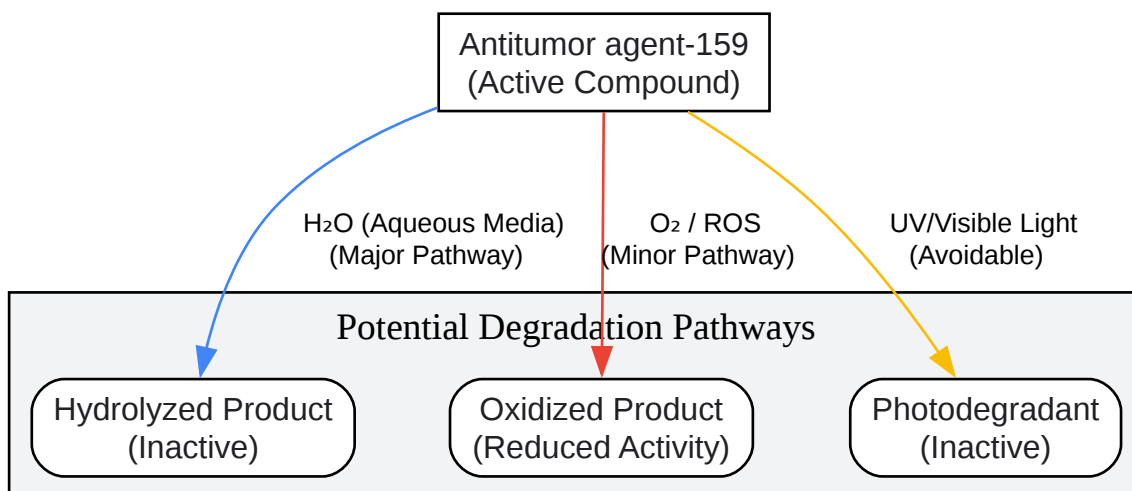 Antitumor agent-159
(Active Compound)
H₂O (Aqueous Media)
(Major Pathway)
O₂ / ROS
(Minor Pathway)
UV/Visible Light
(Avoidable)
Potential Degradation Pathways
Hydrolyzed Product
(Inactive)
Oxidized Product
(Reduced Activity)
Photodegradant
(Inactive)